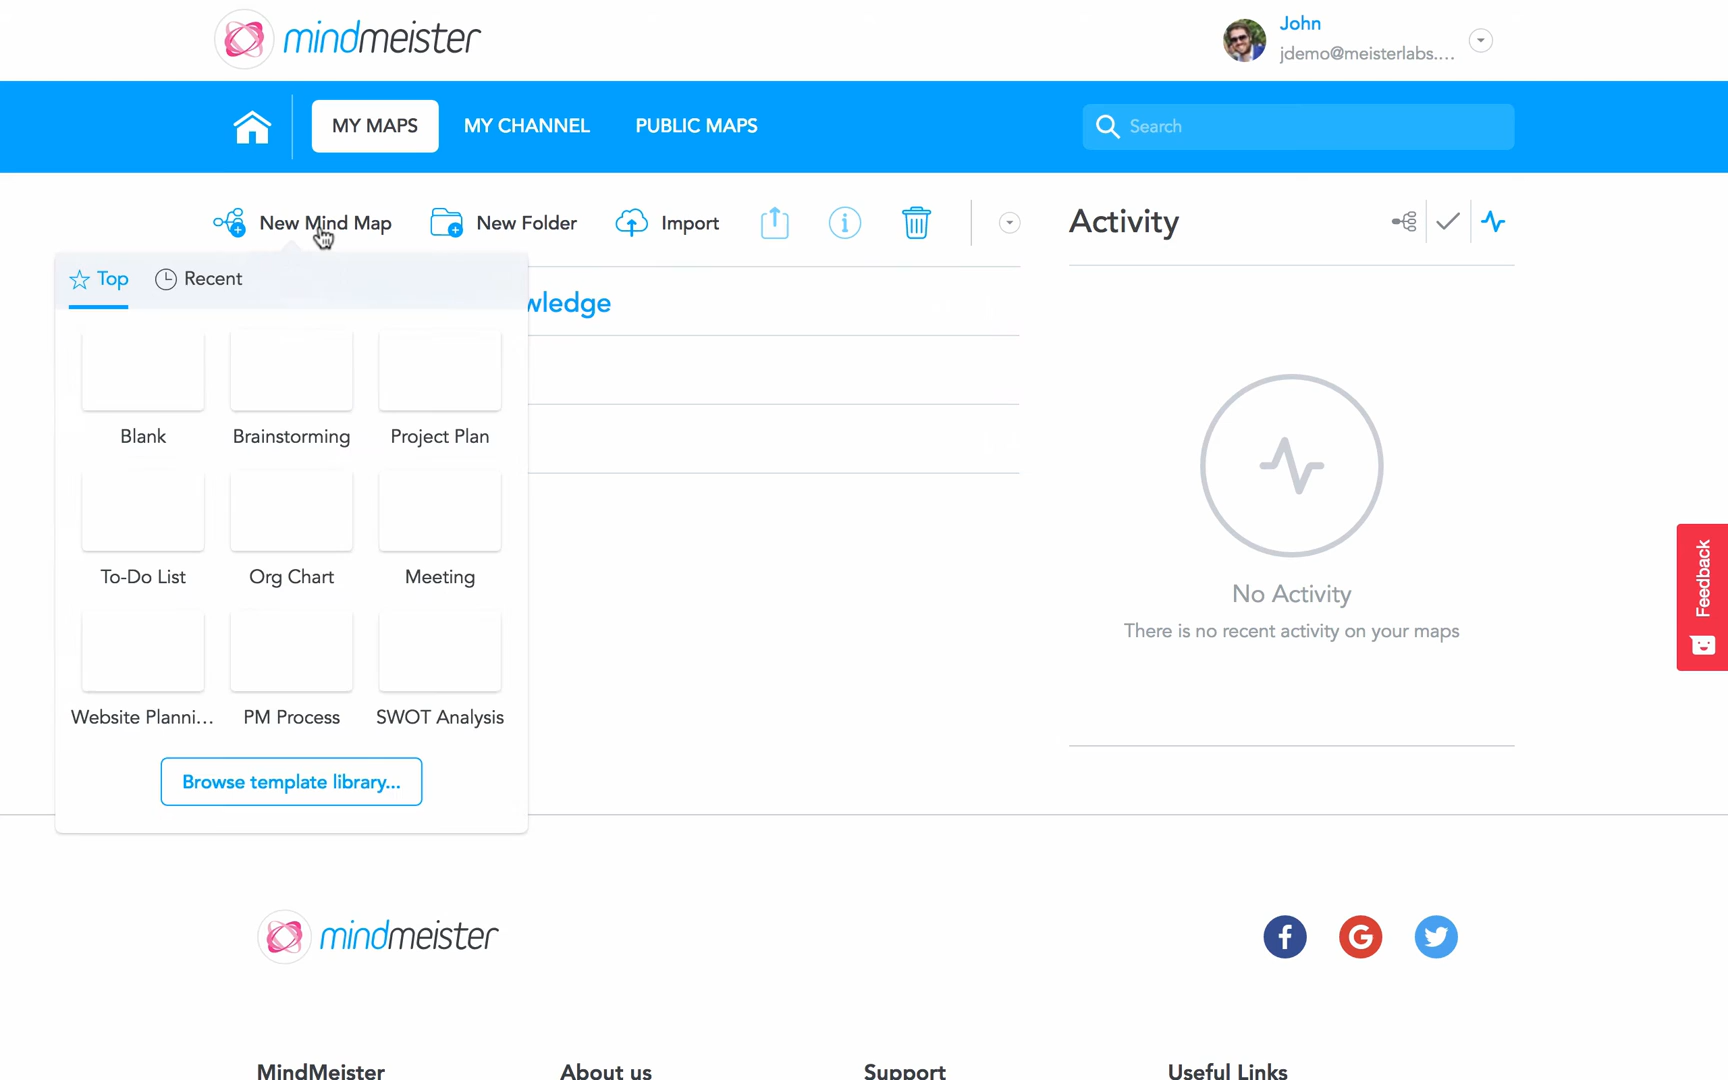 mindmeister
John
jdemo@meisterlabs....
MY MAPS
MY CHANNEL
PUBLIC MAPS
Search
New Mind Map
New Folder
Import
Activity
Top
Recent
wledge
Blank
Brainstorming
Project Plan
To-Do List
Org Chart
Meeting
Website Planni...
PM Process
SWOT Analysis
Browse template library...
No Activity
There is no recent activity on your maps
Feedback
mindmeister
MindMeister
About us
Support
Useful Links